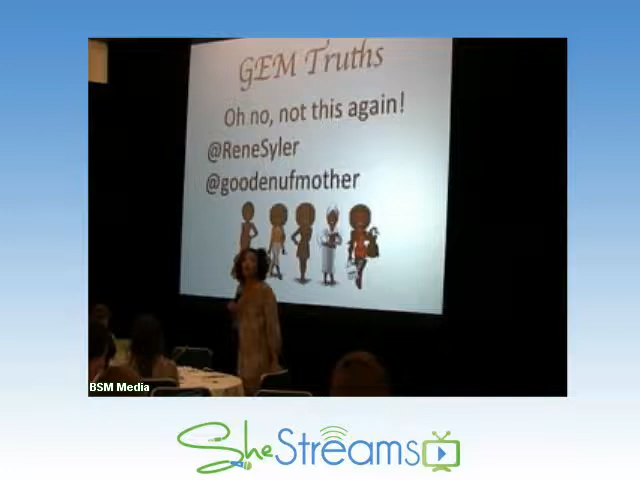 GEM Truths
Oh no, not this again!
@ReneSyler
@goodenufmother
BSM Media
SheStreams